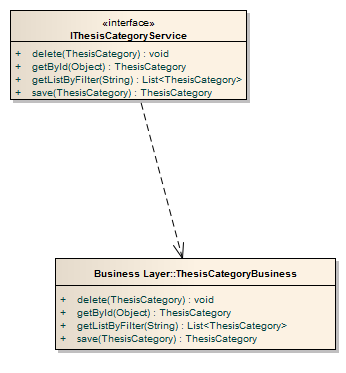 «interface»
IThesisCategoryService
+ delete(ThesisCategory) : void
+ getById(Object) : ThesisCategory
+ getListByFilter(String) : List<ThesisCategory>
+ save(ThesisCategory) : ThesisCategory
Business Layer::ThesisCategoryBusiness
+ delete(ThesisCategory) : void
+ getById(Object) : ThesisCategory
+ getListByFilter(String) : List<ThesisCategory>
+ save(ThesisCategory) : ThesisCategory